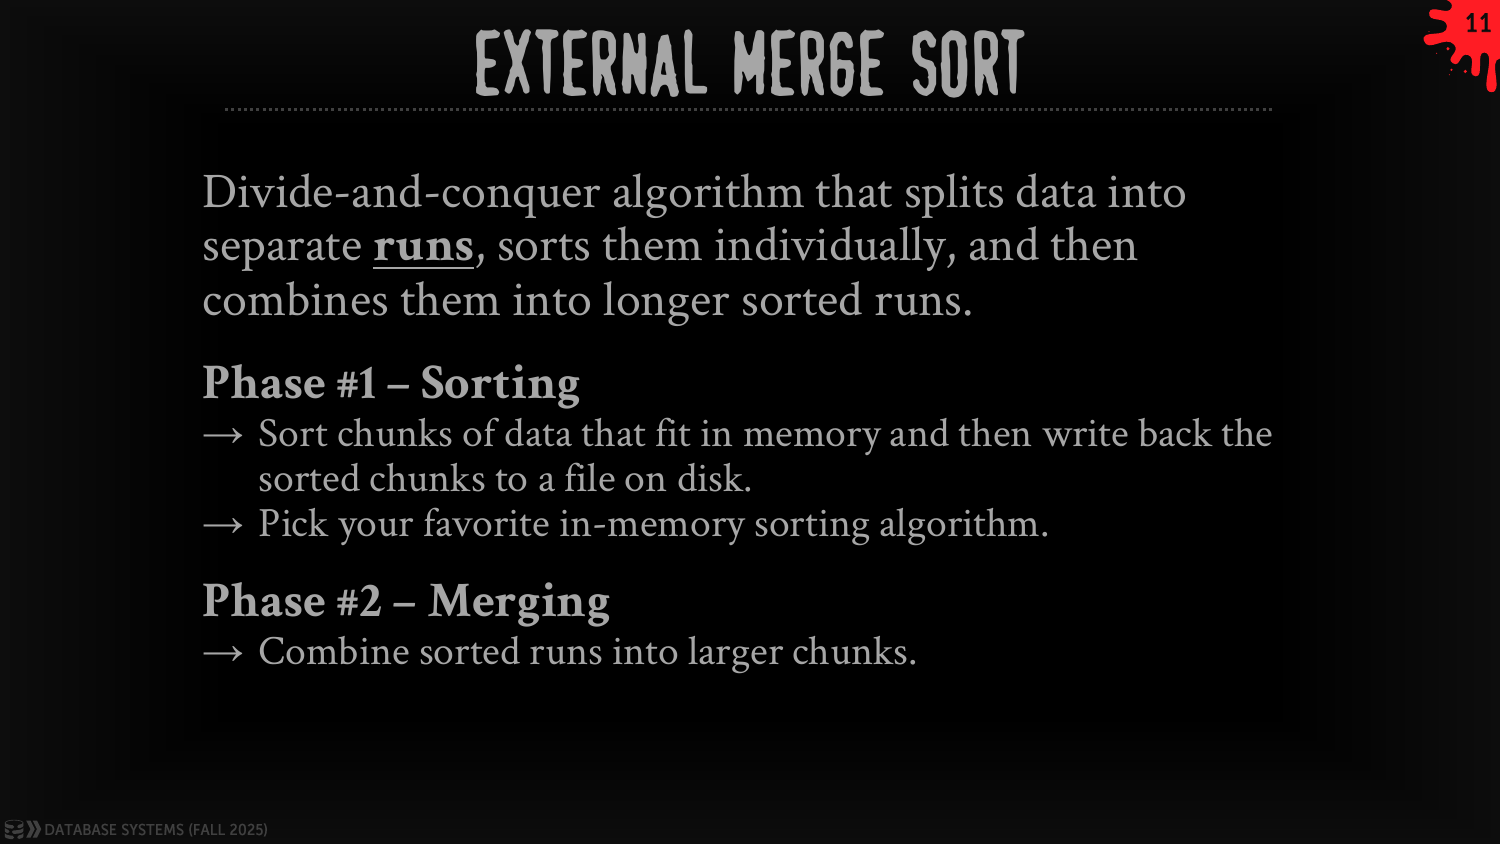 EXTERNAL MERGE SORT
11
Divide-and-conquer algorithm that splits data into
separate runs, sorts them individually, and then
combines them into longer sorted runs.
Phase #1 – Sorting
→ Sort chunks of data that fit in memory and then write back the
sorted chunks to a file on disk.
→ Pick your favorite in-memory sorting algorithm.
Phase #2 – Merging
→ Combine sorted runs into larger chunks.
DATABASE SYSTEMS (FALL 2025)